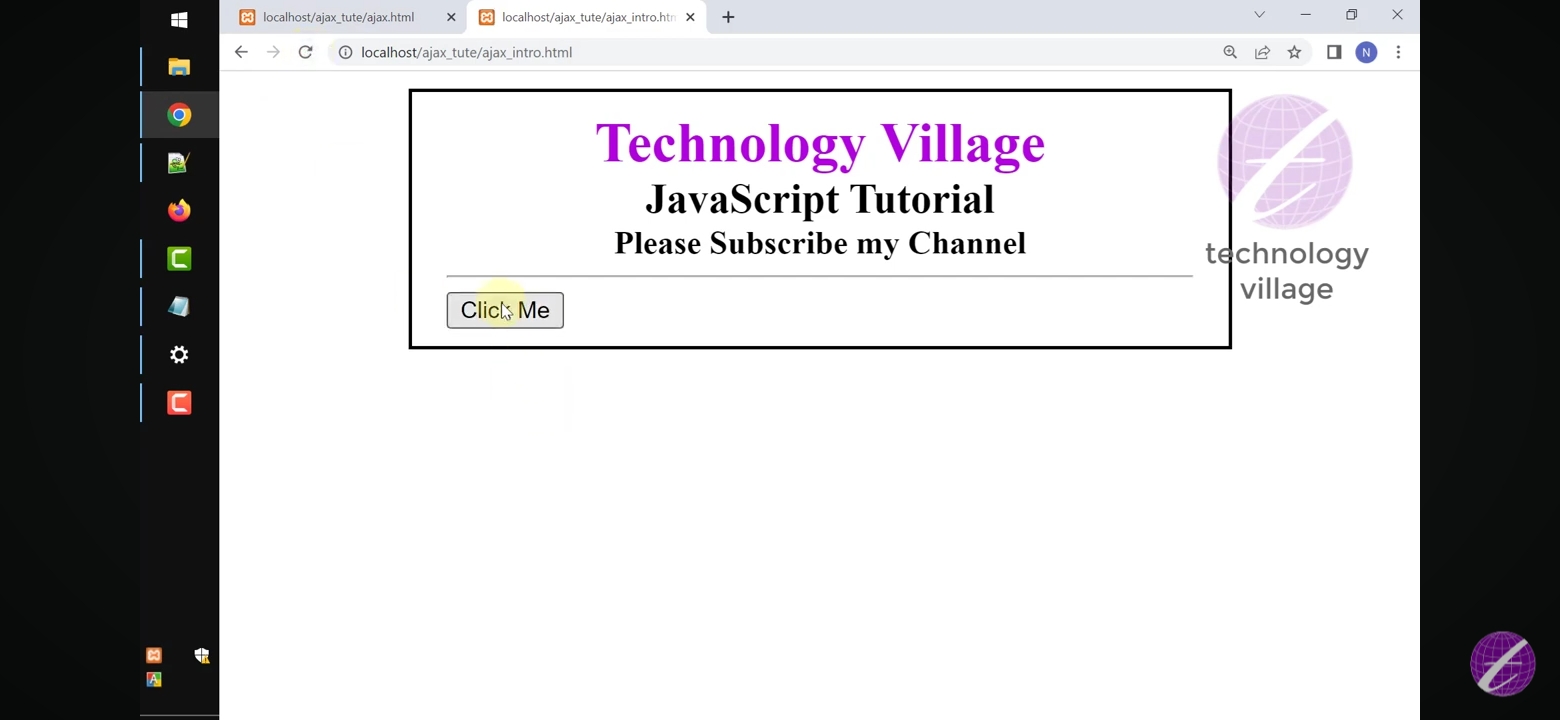 localhost/ajax_tute/ajax.html
localhost/ajax_tute/ajax_intro.htm
localhost/ajax_tute/ajax_intro.html
N
Technology Village
JavaScript Tutorial
Please Subscribe my Channel
Click Me
technology
village